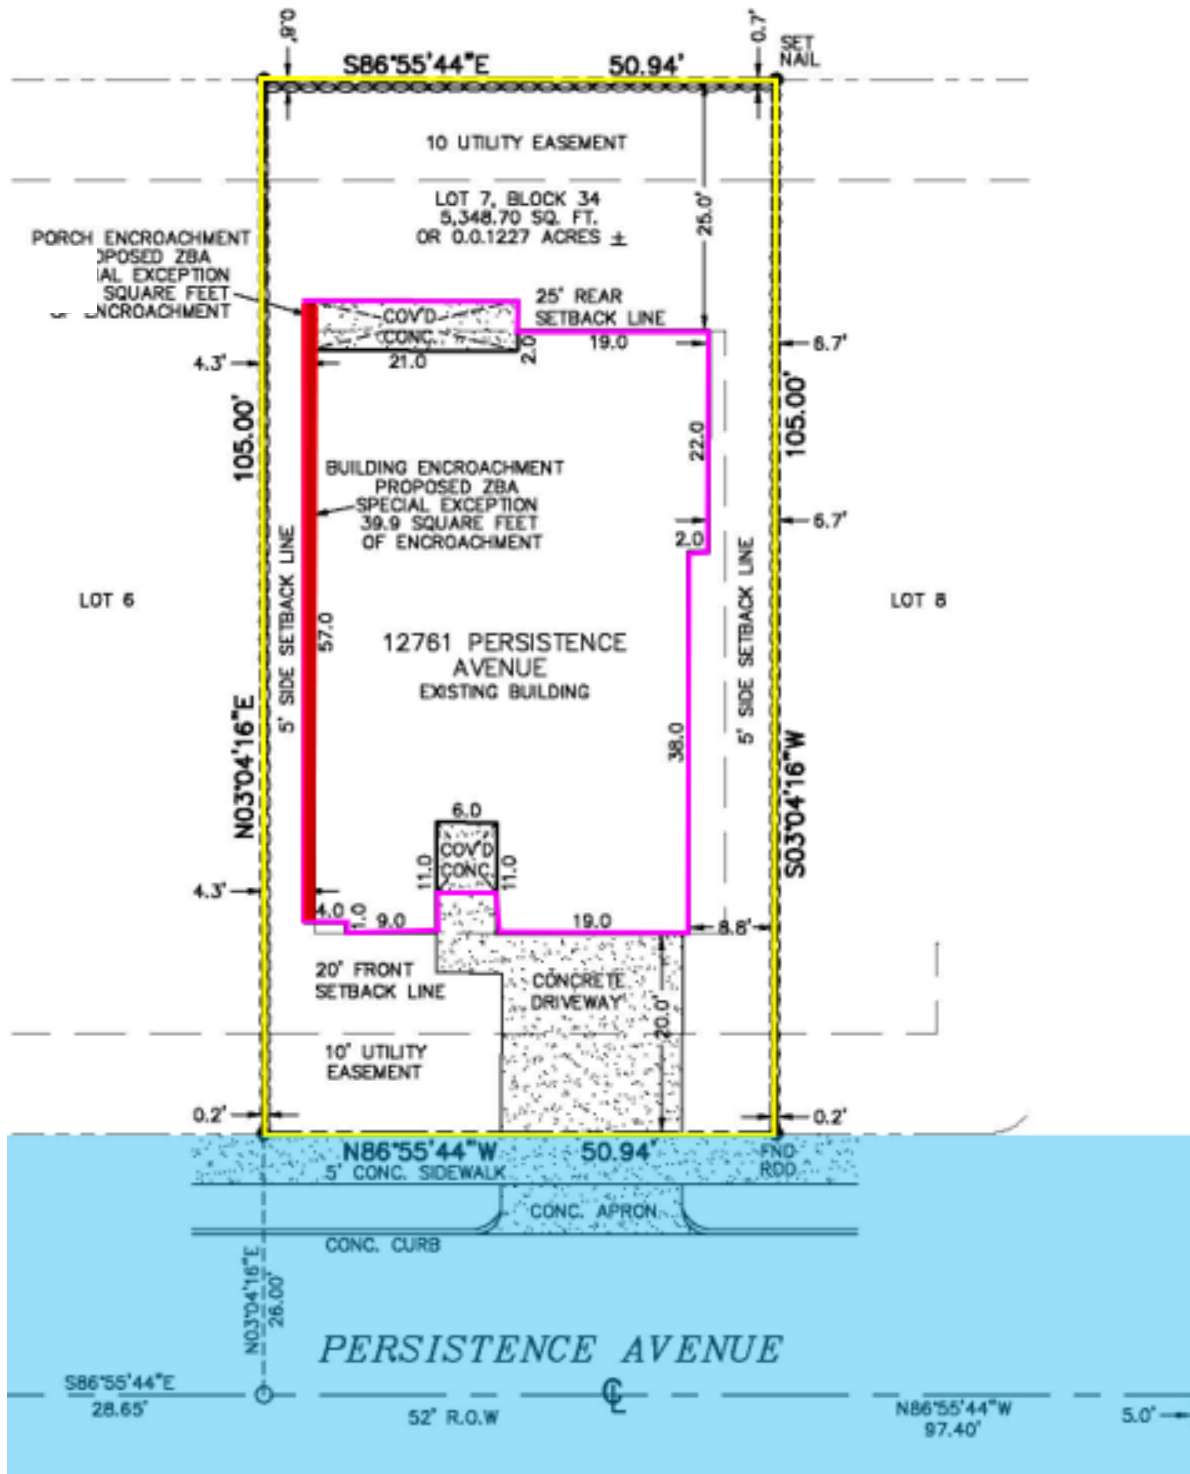 0.8'
0.7'
SET
NAIL
S86°55'44"E
50.94'
10 UTILITY EASEMENT
LOT 7, BLOCK 34
5,348.70 SQ. FT.
OR 0.0.1227 ACRES ±
25.0'
PORCH ENCROACHMENT
OPOSED ZBA
IAL EXCEPTION
SQUARE FEET
ENCROACHMENT
25' REAR
SETBACK LINE
COV'D
CONC.
2.0
19.0
6.7'
4.3'
21.0
105.00'
105.00'
22.0
BUILDING ENCROACHMENT
PROPOSED ZBA
SPECIAL EXCEPTION
39.9 SQUARE FEET
OF ENCROACHMENT
6.7'
2.0
5' SIDE SETBACK LINE
5' SIDE SETBACK LINE
LOT 6
LOT 8
57.0
12761 PERSISTENCE
AVENUE
EXISTING BUILDING
38.0
N03°04'16"E
S03°04'16"W
6.0
COV'D
CONC.
11.0
11.0
4.3'
4.0
1.0
9.0
19.0
8.8'
20' FRONT
SETBACK LINE
CONCRETE
DRIVEWAY
20.0'
10' UTILITY
EASEMENT
0.2'
0.2'
N86°55'44"W
50.94'
FND
ROD
5' CONC. SIDEWALK
CONC. APRON
CONC. CURB
N03°04'16"E
26.00'
PERSISTENCE AVENUE
S86°55'44"E
28.65'
52' R.O.W
N86°55'44"W
97.40'
5.0'